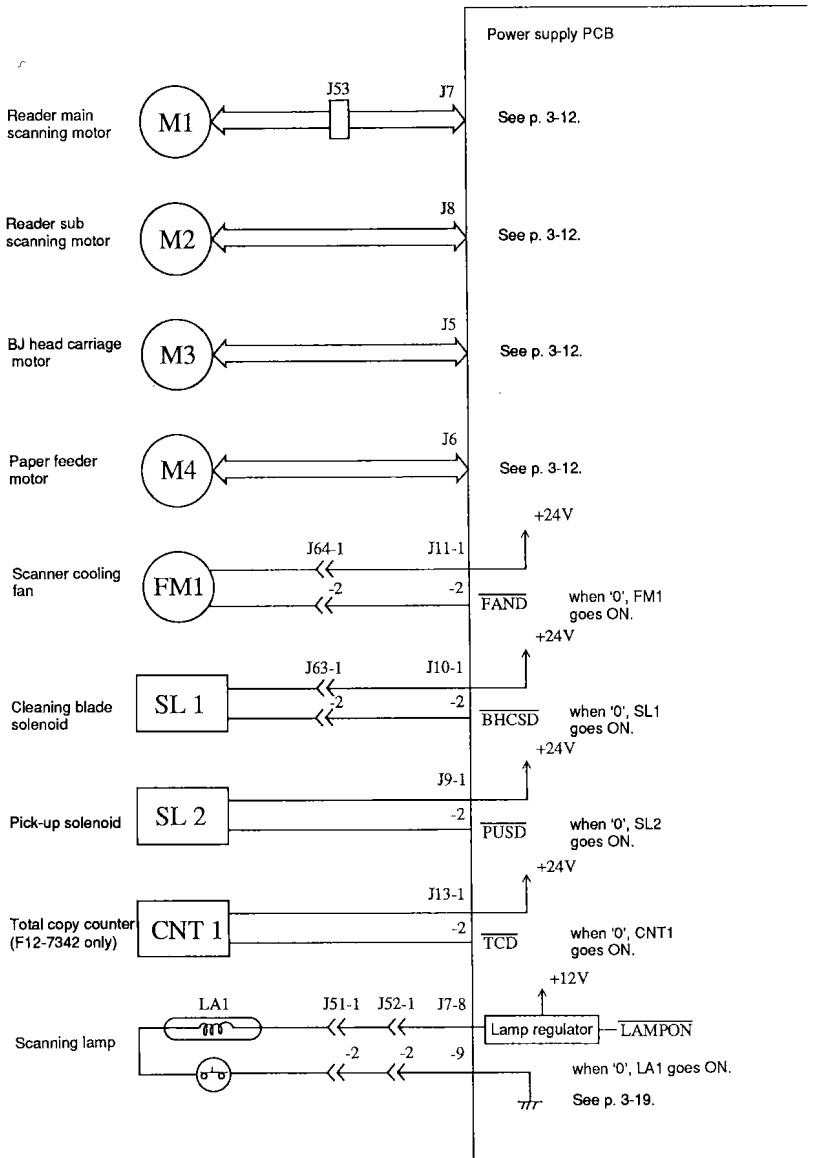 Power supply PCB
Reader main
scanning motor
M1
J53
J7
See p. 3-12.
Reader sub
scanning motor
M2
J8
See p. 3-12.
BJ head carriage
motor
M3
J5
See p. 3-12.
Paper feeder
motor
M4
J6
See p. 3-12.
+24V
Scanner cooling
fan
FM1
J64-1
J11-1
-2
-2
FAND
when '0', FM1
goes ON.
+24V
Cleaning blade
solenoid
SL 1
J63-1
J10-1
-2
-2
BHCSD
when '0', SL1
goes ON.
+24V
Pick-up solenoid
SL 2
J9-1
-2
PUSD
when '0', SL2
goes ON.
+24V
Total copy counter
(F12-7342 only)
CNT 1
J13-1
-2
TCD
when '0', CNT1
goes ON.
+12V
Scanning lamp
LA1
J51-1
J52-1
J7-8
Lamp regulator
LAMPON
-2
-2
-9
when '0', LA1 goes ON.
See p. 3-19.